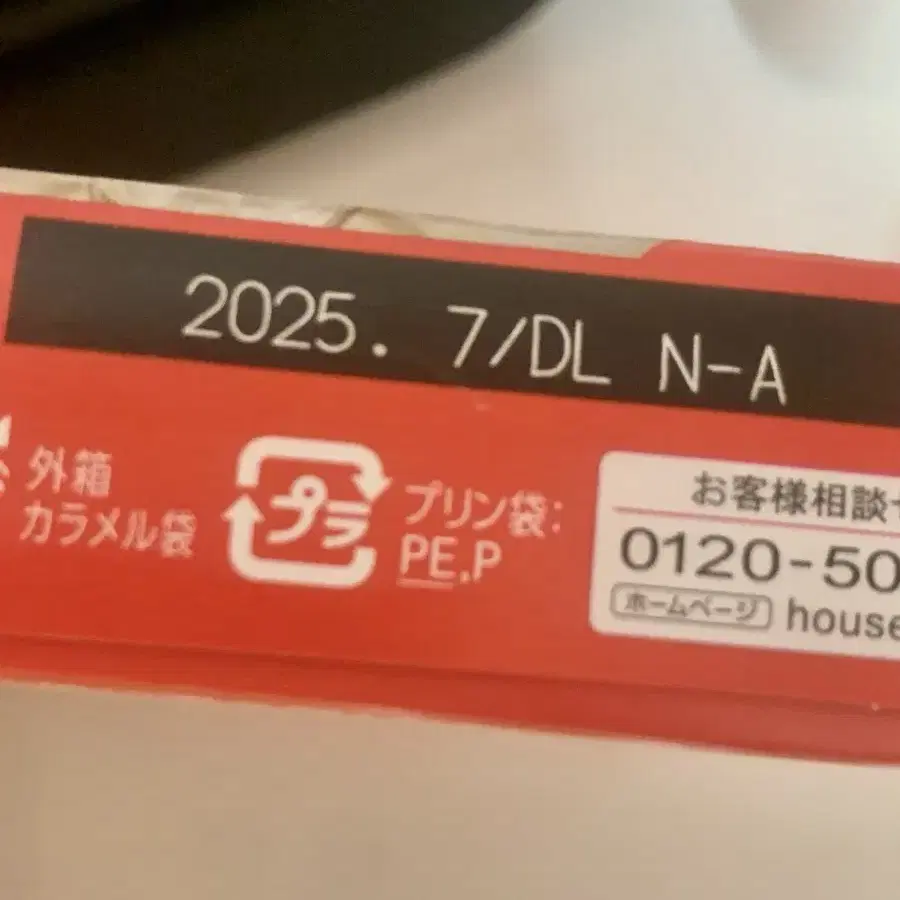 2025. 7/DL N-A
外箱
カラメル袋
プラ
プリン袋:
PE,P
お客様相談
0120-50
ホームページ house